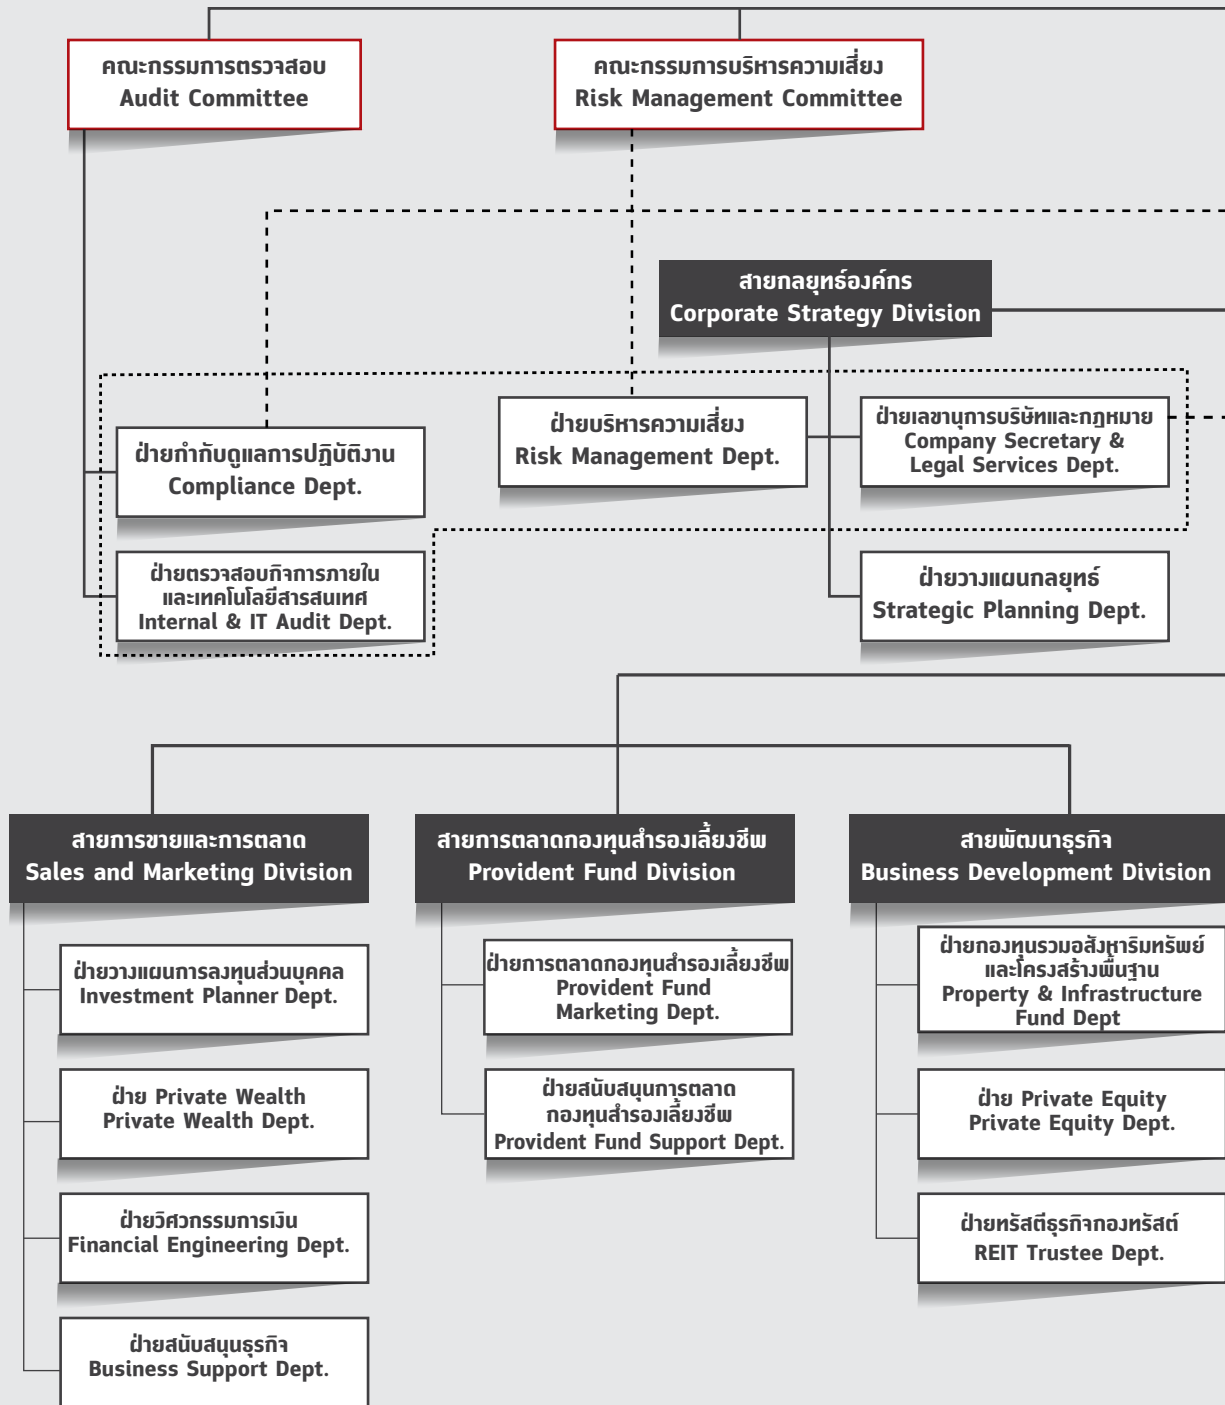 คณะกรรมการตรวจสอบ
Audit Committee
คณะกรรมการบริหารความเสี่ยง
Risk Management Committee
สายกลยุทธ์องค์กร
Corporate Strategy Division
ฝ่ายกำกับดูแลการปฏิบัติงาน
Compliance Dept.
ฝ่ายบริหารความเสี่ยง
Risk Management Dept.
ฝ่ายเลขานุการบริษัทและกฎหมาย
Company Secretary &
Legal Services Dept.
ฝ่ายตรวจสอบกิจการภายใน
และเทคโนโลยีสารสนเทศ
Internal & IT Audit Dept.
ฝ่ายวางแผนกลยุทธ์
Strategic Planning Dept.
สายการขายและการตลาด
Sales and Marketing Division
ฝ่ายวางแผนการลงทุนส่วนบุคคล
Investment Planner Dept.
ฝ่าย Private Wealth
Private Wealth Dept.
ฝ่ายวิศวกรรมการเงิน
Financial Engineering Dept.
ฝ่ายสนับสนุนธุรกิจ
Business Support Dept.
สายการตลาดกองทุนสำรองเลี้ยงชีพ
Provident Fund Division
ฝ่ายการตลาดกองทุนสำรองเลี้ยงชีพ
Provident Fund
Marketing Dept.
ฝ่ายสนับสนุนการตลาด
กองทุนสำรองเลี้ยงชีพ
Provident Fund Support Dept.
สายพัฒนาธุรกิจ
Business Development Division
ฝ่ายกองทุนรวมอสังหาริมทรัพย์
และโครงสร้างพื้นฐาน
Property & Infrastructure
Fund Dept
ฝ่าย Private Equity
Private Equity Dept.
ฝ่ายทรัสตีธุรกิจกองทรัสต์
REIT Trustee Dept.